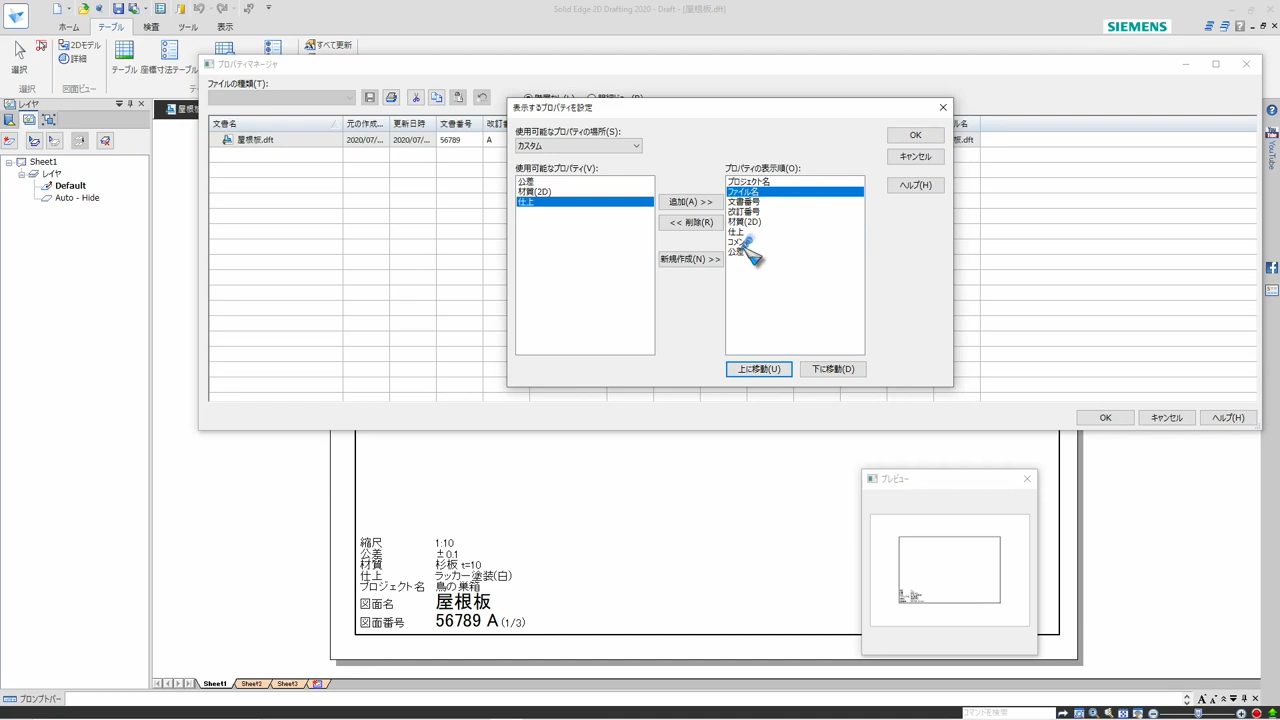 Solid Edge 2D Drafting 2020 - Draft - [屋根板.dft]
ホーム テーブル 検査 ツール 表示
SIEMENS
選択
2Dモデル
詳細
テーブル
座標寸法テーブル
すべて更新
選択
図面ビュー
レイヤ
Sheet1
レイヤ
Default
Auto - Hide
プロパティマネージャ
ファイルの種類(T):
文書名 元の作成... 更新日時 文書番号
屋根板.dft 2020/07/... 2020/07/... 56789 A
表示するプロパティを設定
使用可能なプロパティの場所(S):
カスタム
使用可能なプロパティ(V):
公差
材質(2D)
仕上
追加(A) >>
<< 削除(R)
新規作成(N) >>
プロパティの表示順(O):
プロジェクト名
ファイル名
文書番号
改訂番号
材質(2D)
仕上
公差
上に移動(U)
下に移動(D)
OK
キャンセル
ヘルプ(H)
OK
キャンセル
ヘルプ(H)
プレビュー
縮尺 1:10
公差 ±0.1
材質 杉板 t=10
仕上 ラッカー塗装(白)
プロジェクト名 鳥の巣箱
図面名 屋根板
図面番号 56789 A (1/3)
Sheet1 Sheet2 Sheet3
プロンプトバー
コマンドを検索
YouTube